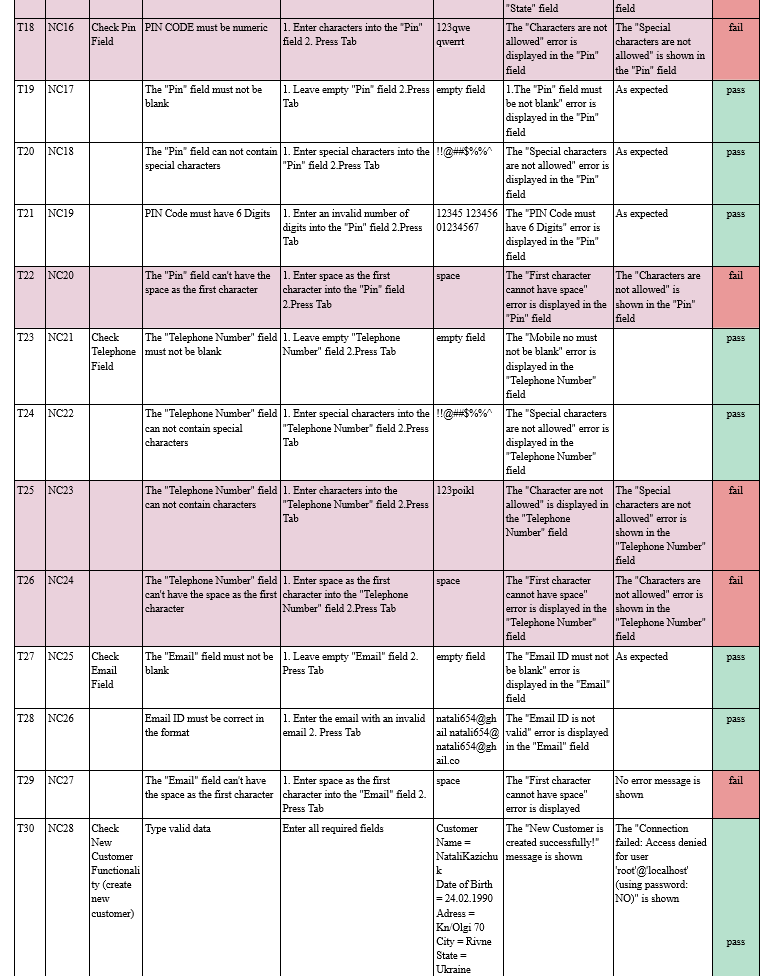 "State" field
field
T18
NC16
Check Pin
Field
PIN CODE must be numeric
1. Enter characters into the "Pin"
field 2. Press Tab
123qwe
qwerrt
The "Characters are not
allowed" error is
displayed in the "Pin"
field
The "Special
characters are not
allowed" is shown in
the "Pin" field
fail
T19
NC17
The "Pin" field must not be
blank
1. Leave empty "Pin" field 2.Press
Tab
empty field
1.The "Pin" field must
be not blank" error is
displayed in the "Pin"
field
As expected
pass
T20
NC18
The "Pin" field can not contain
special characters
1. Enter special characters into the
"Pin" field 2.Press Tab
!!@##$%%^
The "Special characters
are not allowed" error is
displayed in the "Pin"
field
As expected
pass
T21
NC19
PIN Code must have 6 Digits
1. Enter an invalid number of
digits into the "Pin" field 2.Press
Tab
12345 123456
01234567
The "PIN Code must
have 6 Digits" error is
displayed in the "Pin"
field
As expected
pass
T22
NC20
The "Pin" field can't have the
space as the first character
1. Enter space as the first
character into the "Pin" field
2.Press Tab
space
The "First character
cannot have space"
error is displayed in the
"Pin" field
The "Characters are
not allowed" is
shown in the "Pin"
field
fail
T23
NC21
Check
Telephone
Field
The "Telephone Number" field
must not be blank
1. Leave empty "Telephone
Number" field 2.Press Tab
empty field
The "Mobile no must
not be blank" error is
displayed in the
"Telephone Number"
field
pass
T24
NC22
The "Telephone Number" field
can not contain special
characters
1. Enter special characters into the
"Telephone Number" field 2.Press
Tab
!!@##$%%^
The "Special characters
are not allowed" error is
displayed in the
"Telephone Number"
field
pass
T25
NC23
The "Telephone Number" field
can not contain characters
1. Enter characters into the
"Telephone Number" field 2.Press
Tab
123poikl
The "Character are not
allowed" is displayed in
the "Telephone
Number" field
The "Special
characters are not
allowed" error is
shown in the
"Telephone Number"
field
fail
T26
NC24
The "Telephone Number" field
can't have the space as the first
character
1. Enter space as the first
character into the "Telephone
Number" field 2.Press Tab
space
The "First character
cannot have space"
error is displayed in the
"Telephone Number"
field
The "Characters are
not allowed" error is
shown in the
"Telephone Number"
field
fail
T27
NC25
Check
Email
Field
The "Email" field must not be
blank
1. Leave empty "Email" field 2.
Press Tab
empty field
The "Email ID must not
be blank" error is
displayed in the "Email"
field
As expected
pass
T28
NC26
Email ID must be correct in
the format
1. Enter the email with an invalid
email 2. Press Tab
natali654@gh
ail natali654@
natali654@gh
ail.co
The "Email ID is not
valid" error is displayed
in the "Email" field
pass
T29
NC27
The "Email" field can't have
the space as the first character
1. Enter space as the first
character into the "Email" field 2.
Press Tab
space
The "First character
cannot have space"
error is displayed
No error message is
shown
fail
T30
NC28
Check
New
Customer
Functionali
ty (create
new
customer)
Type valid data
Enter all required fields
Customer
Name =
NataliKazichu
k
Date of Birth
= 24.02.1990
Adress =
Kn/Olgi 70
City = Rivne
State =
Ukraine
The "New Customer is
created successfully!"
message is shown
The "Connection
failed: Access denied
for user
'root'@'localhost'
(using password:
NO)" is shown
pass